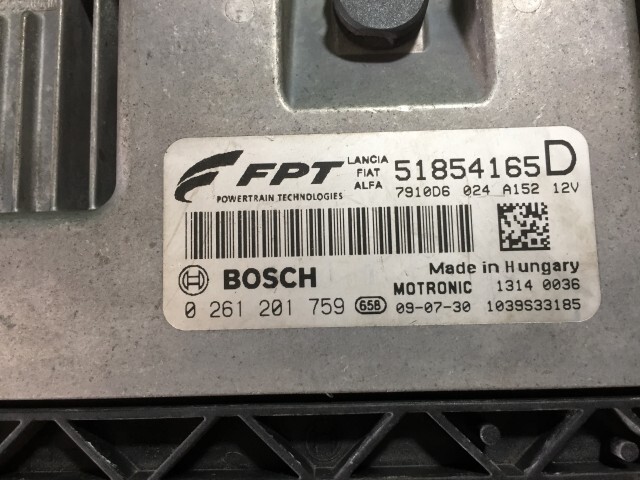 FPT
POWERTRAIN TECHNOLOGIES
LANCIA
FIAT
ALFA
51854165D
7910D6 024 A152 12V
BOSCH
Made in Hungary
MOTRONIC 1314 0036
0 261 201 759 65B 09-07-30 1039S33185